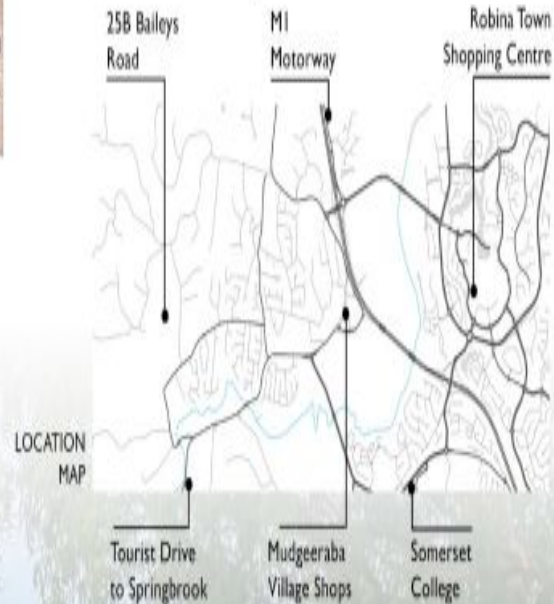 25B Baileys
Road
M1
Motorway
Robina Town
Shopping Centre
LOCATION
MAP
Tourist Drive
to Springbrook
Mudgeeraba
Village Shops
Somerset
College